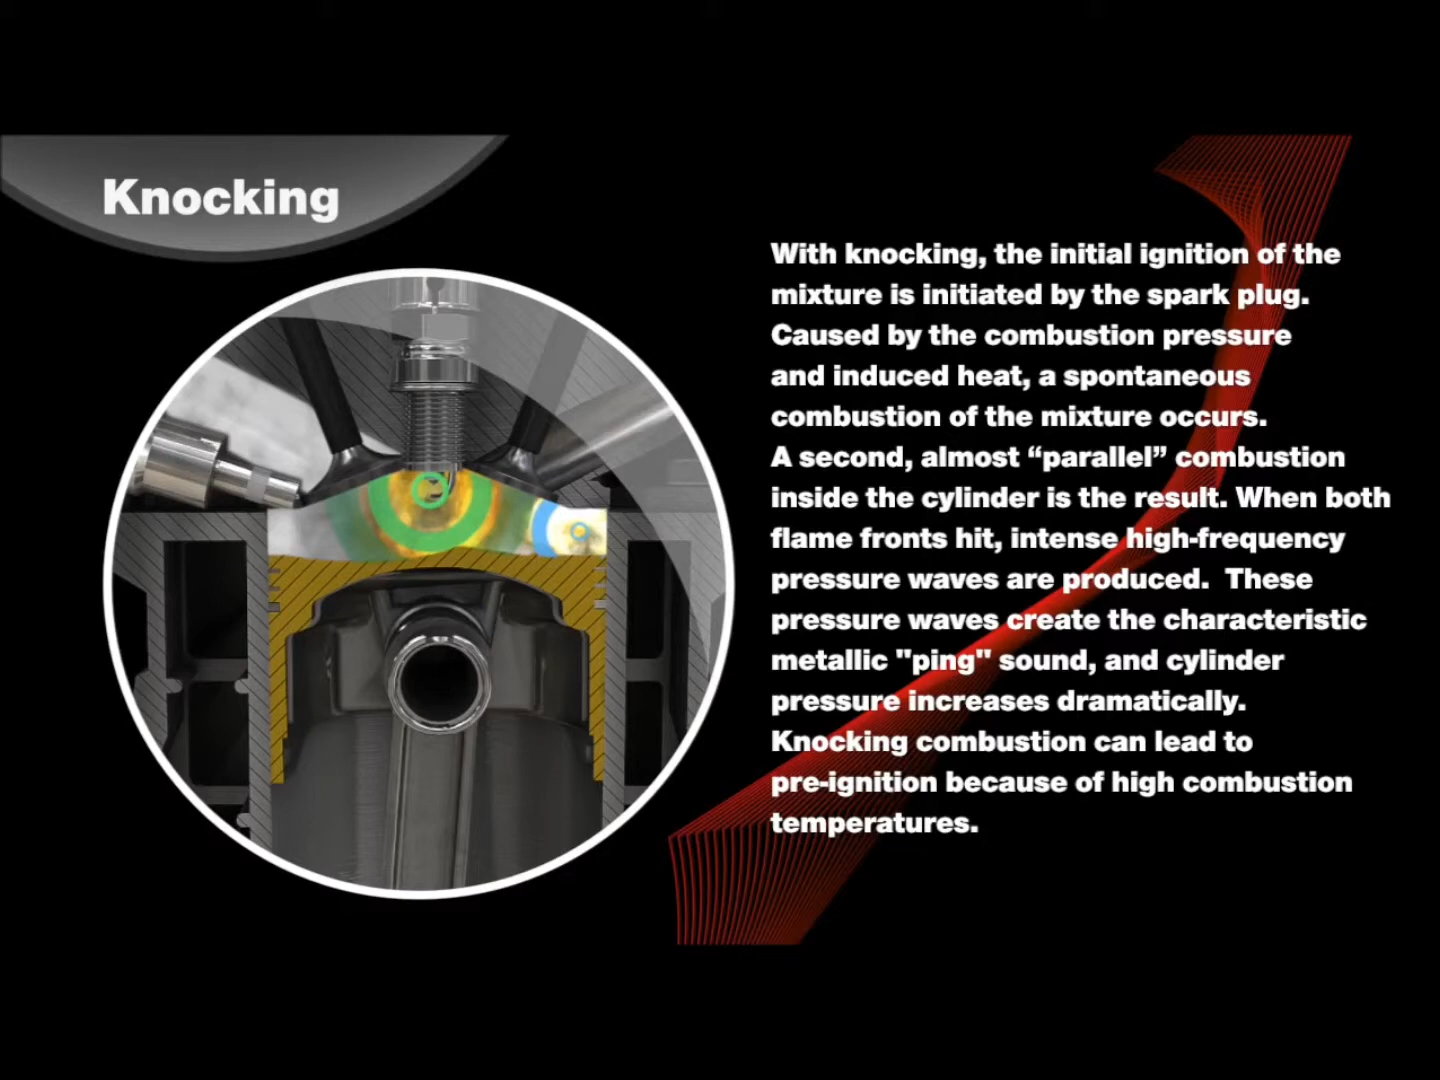 Knocking
With knocking, the initial ignition of the
mixture is initiated by the spark plug.
Caused by the combustion pressure
and induced heat, a spontaneous
combustion of the mixture occurs.
A second, almost “parallel” combustion
inside the cylinder is the result. When both
flame fronts hit, intense high-frequency
pressure waves are produced.  These
pressure waves create the characteristic
metallic "ping" sound, and cylinder
pressure increases dramatically.
Knocking combustion can lead to
pre-ignition because of high combustion
temperatures.